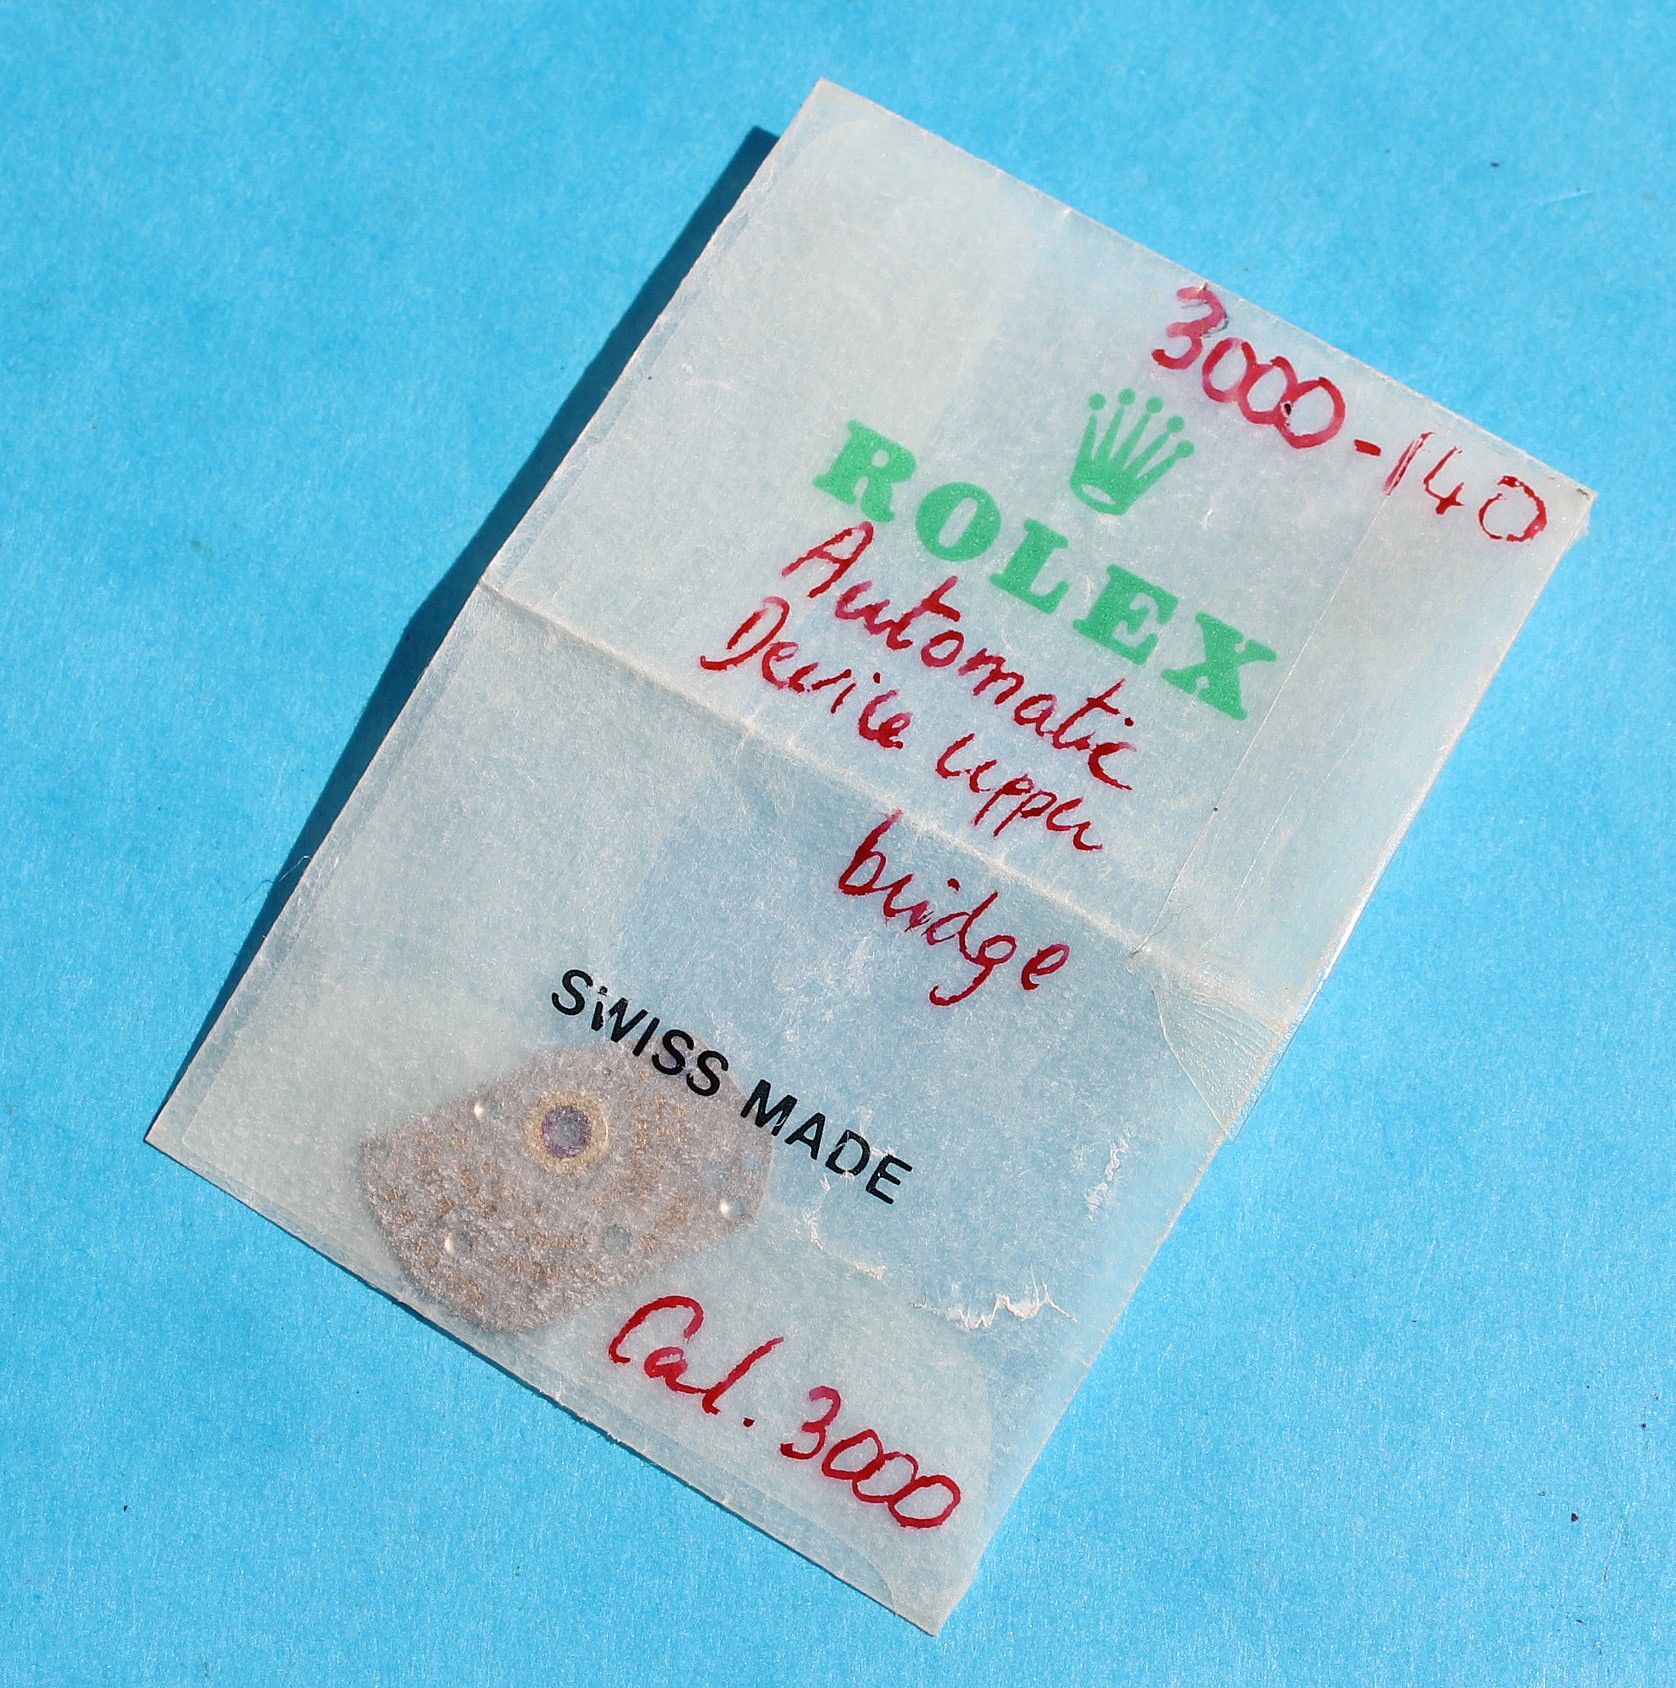 3000-140
ROLEX
Automatic
Device upper
bridge
SWISS MADE
Cal. 3000